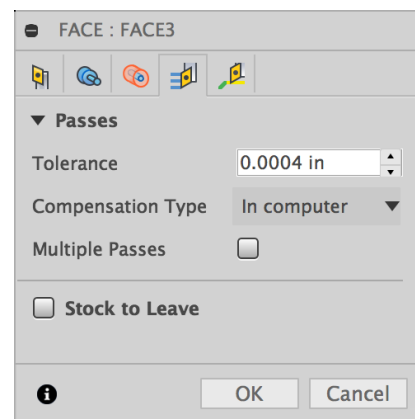 FACE : FACE3
Passes
Tolerance 0.0004 in
Compensation Type In computer
Multiple Passes
Stock to Leave
OK Cancel